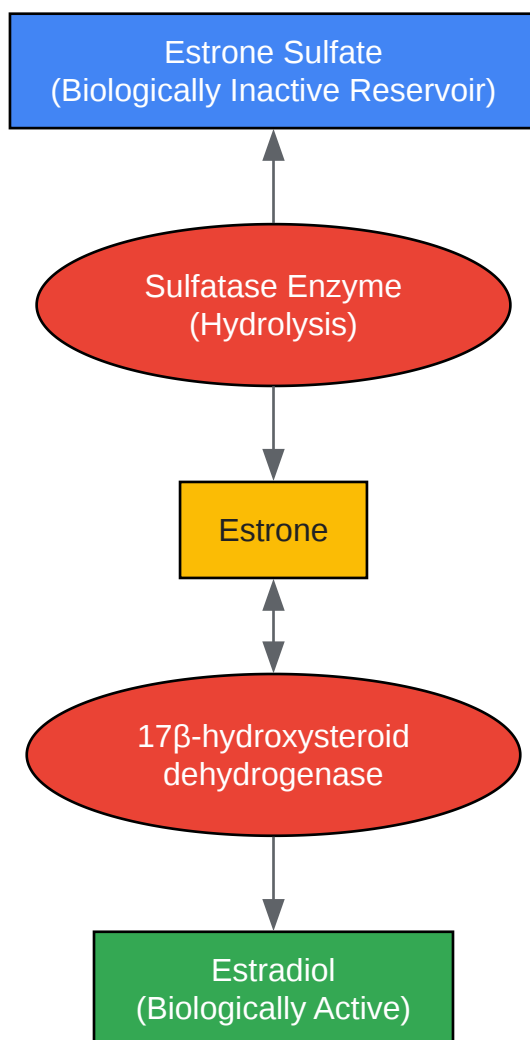 Estrone Sulfate
(Biologically Inactive Reservoir)
Sulfatase Enzyme
(Hydrolysis)
Estrone
17β-hydroxysteroid
dehydrogenase
Estradiol
(Biologically Active)